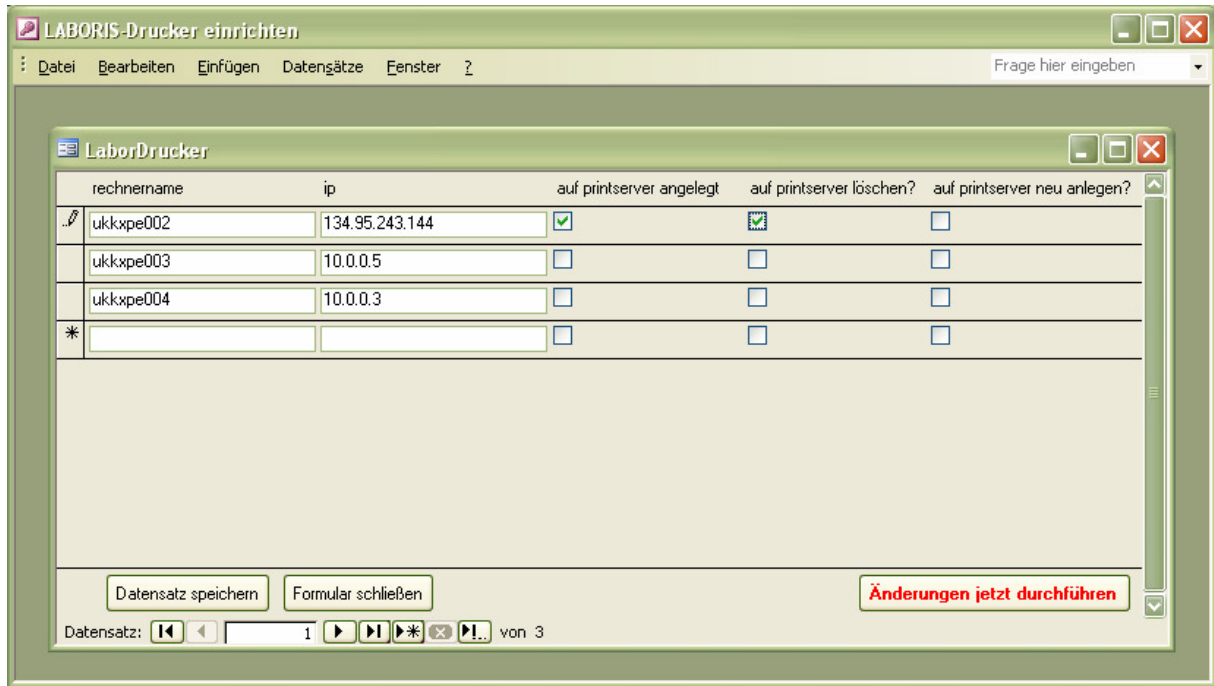 LABORIS-Drucker einrichten
Datei Bearbeiten Einfügen Datensätze Fenster ? Frage hier eingeben
LaborDrucker
rechnername ip auf printserver angelegt auf printserver löschen? auf printserver neu anlegen?
ukkxpe002 134.95.243.144
ukkxpe003 10.0.0.5
ukkxpe004 10.0.0.3
Datensatz speichern Formular schließen Änderungen jetzt durchführen
Datensatz: 1 von 3